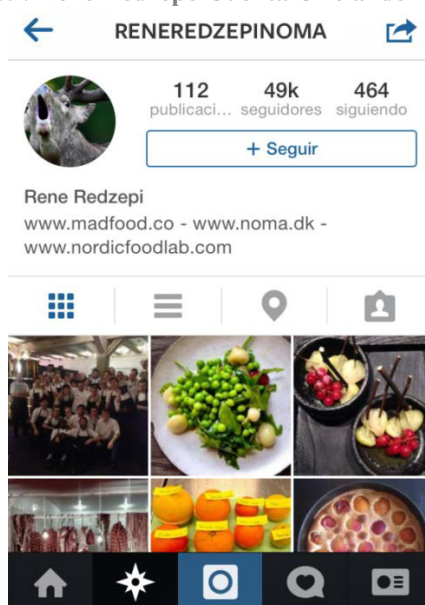 RENEREDZEPINOMA
112 49k 464
publicaci... seguidores siguiendo
+ Seguir
Rene Redzepi
www.madfood.co - www.noma.dk -
www.nordicfoodlab.com